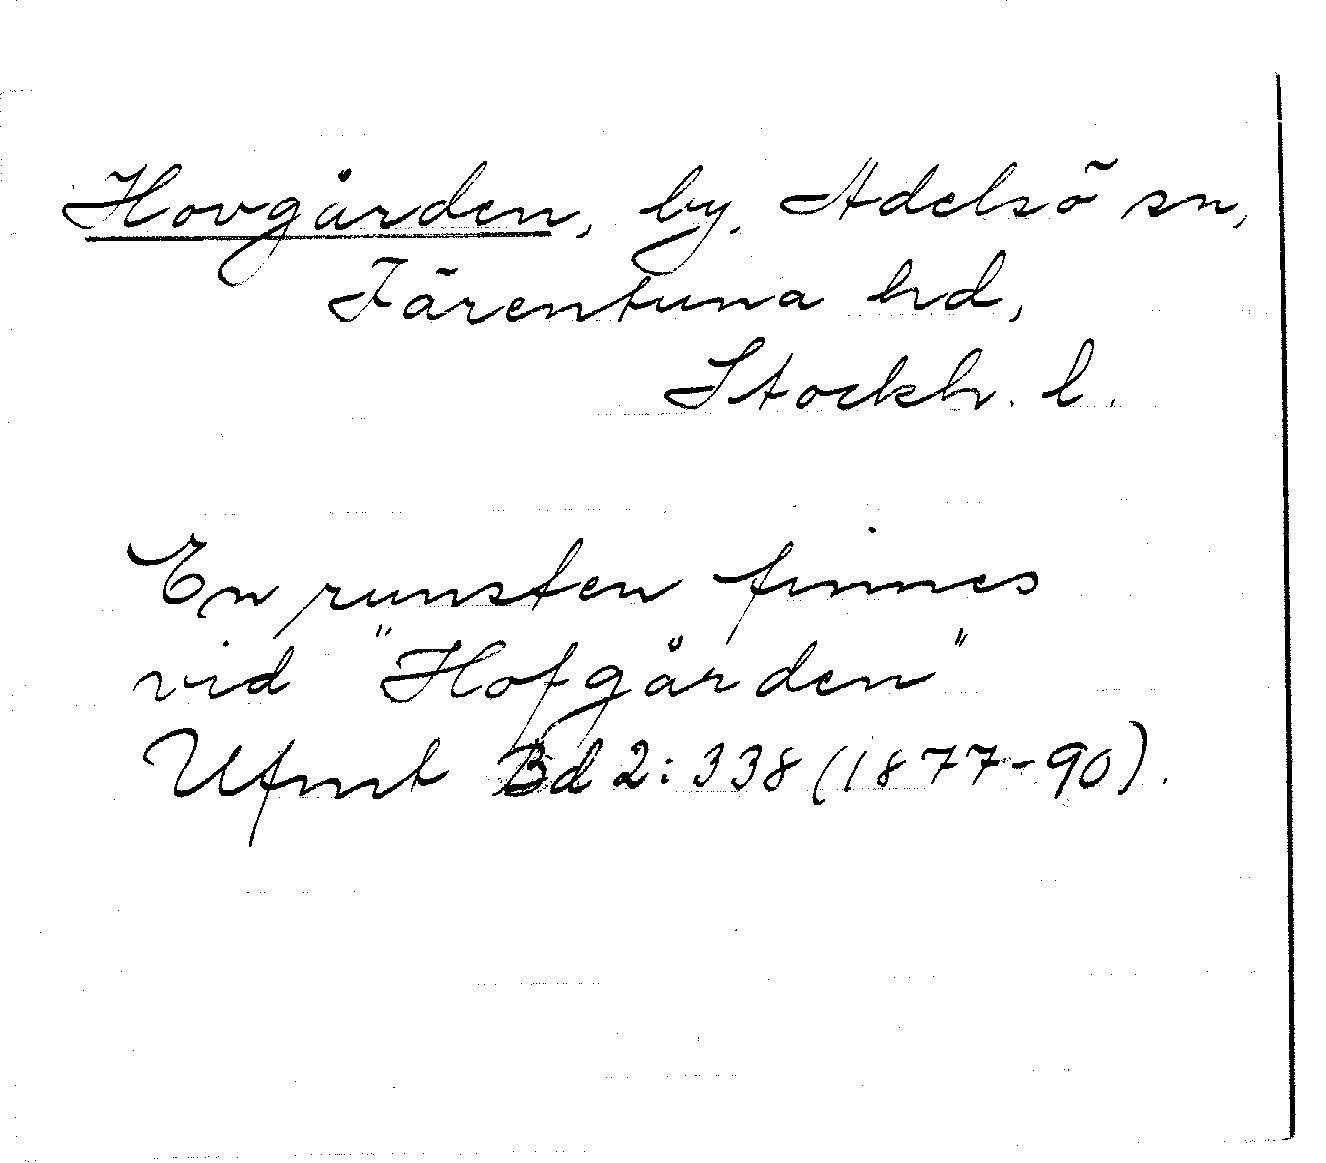 Hovgården, by, Adelsö sn,
Färentuna hd,
Stockh. l.
En runsten finnes
vid "Hofgården"
Ufmt Bd 2:338 (1877-90).